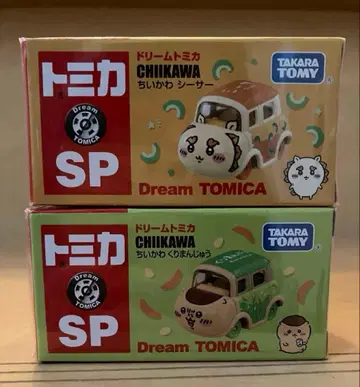 トミカ
Dream
TOMICA
SP
ドリームトミカ
CHIIKAWA
ちいかわ シーサー
TAKARA
TOMY
Dream TOMICA
トミカ
Dream
TOMICA
SP
ドリームトミカ
CHIIKAWA
ちいかわ くりまんじゅう
TAKARA
TOMY
Dream TOMICA